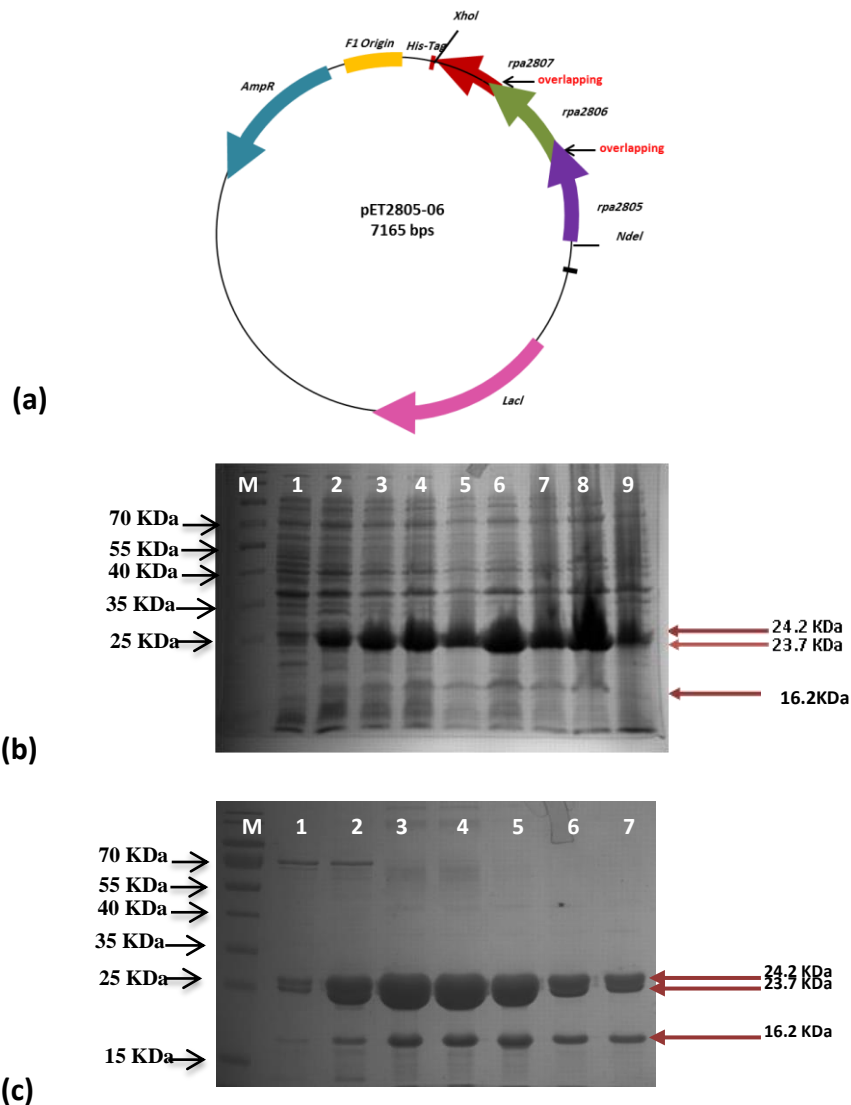 XhoI
F1 Origin
His-Tag
rpa2807
overlapping
AmpR
rpa2806
overlapping
pET2805-06
7165 bps
rpa2805
NdeI
LacI
(a)
M 1 2 3 4 5 6 7 8 9
70 KDa
55 KDa
40 KDa
35 KDa
25 KDa
24.2 KDa
23.7 KDa
16.2KDa
(b)
M 1 2 3 4 5 6 7
70 KDa
55 KDa
40 KDa
35 KDa
25 KDa
24.2 KDa
23.7 KDa
16.2 KDa
15 KDa
(c)